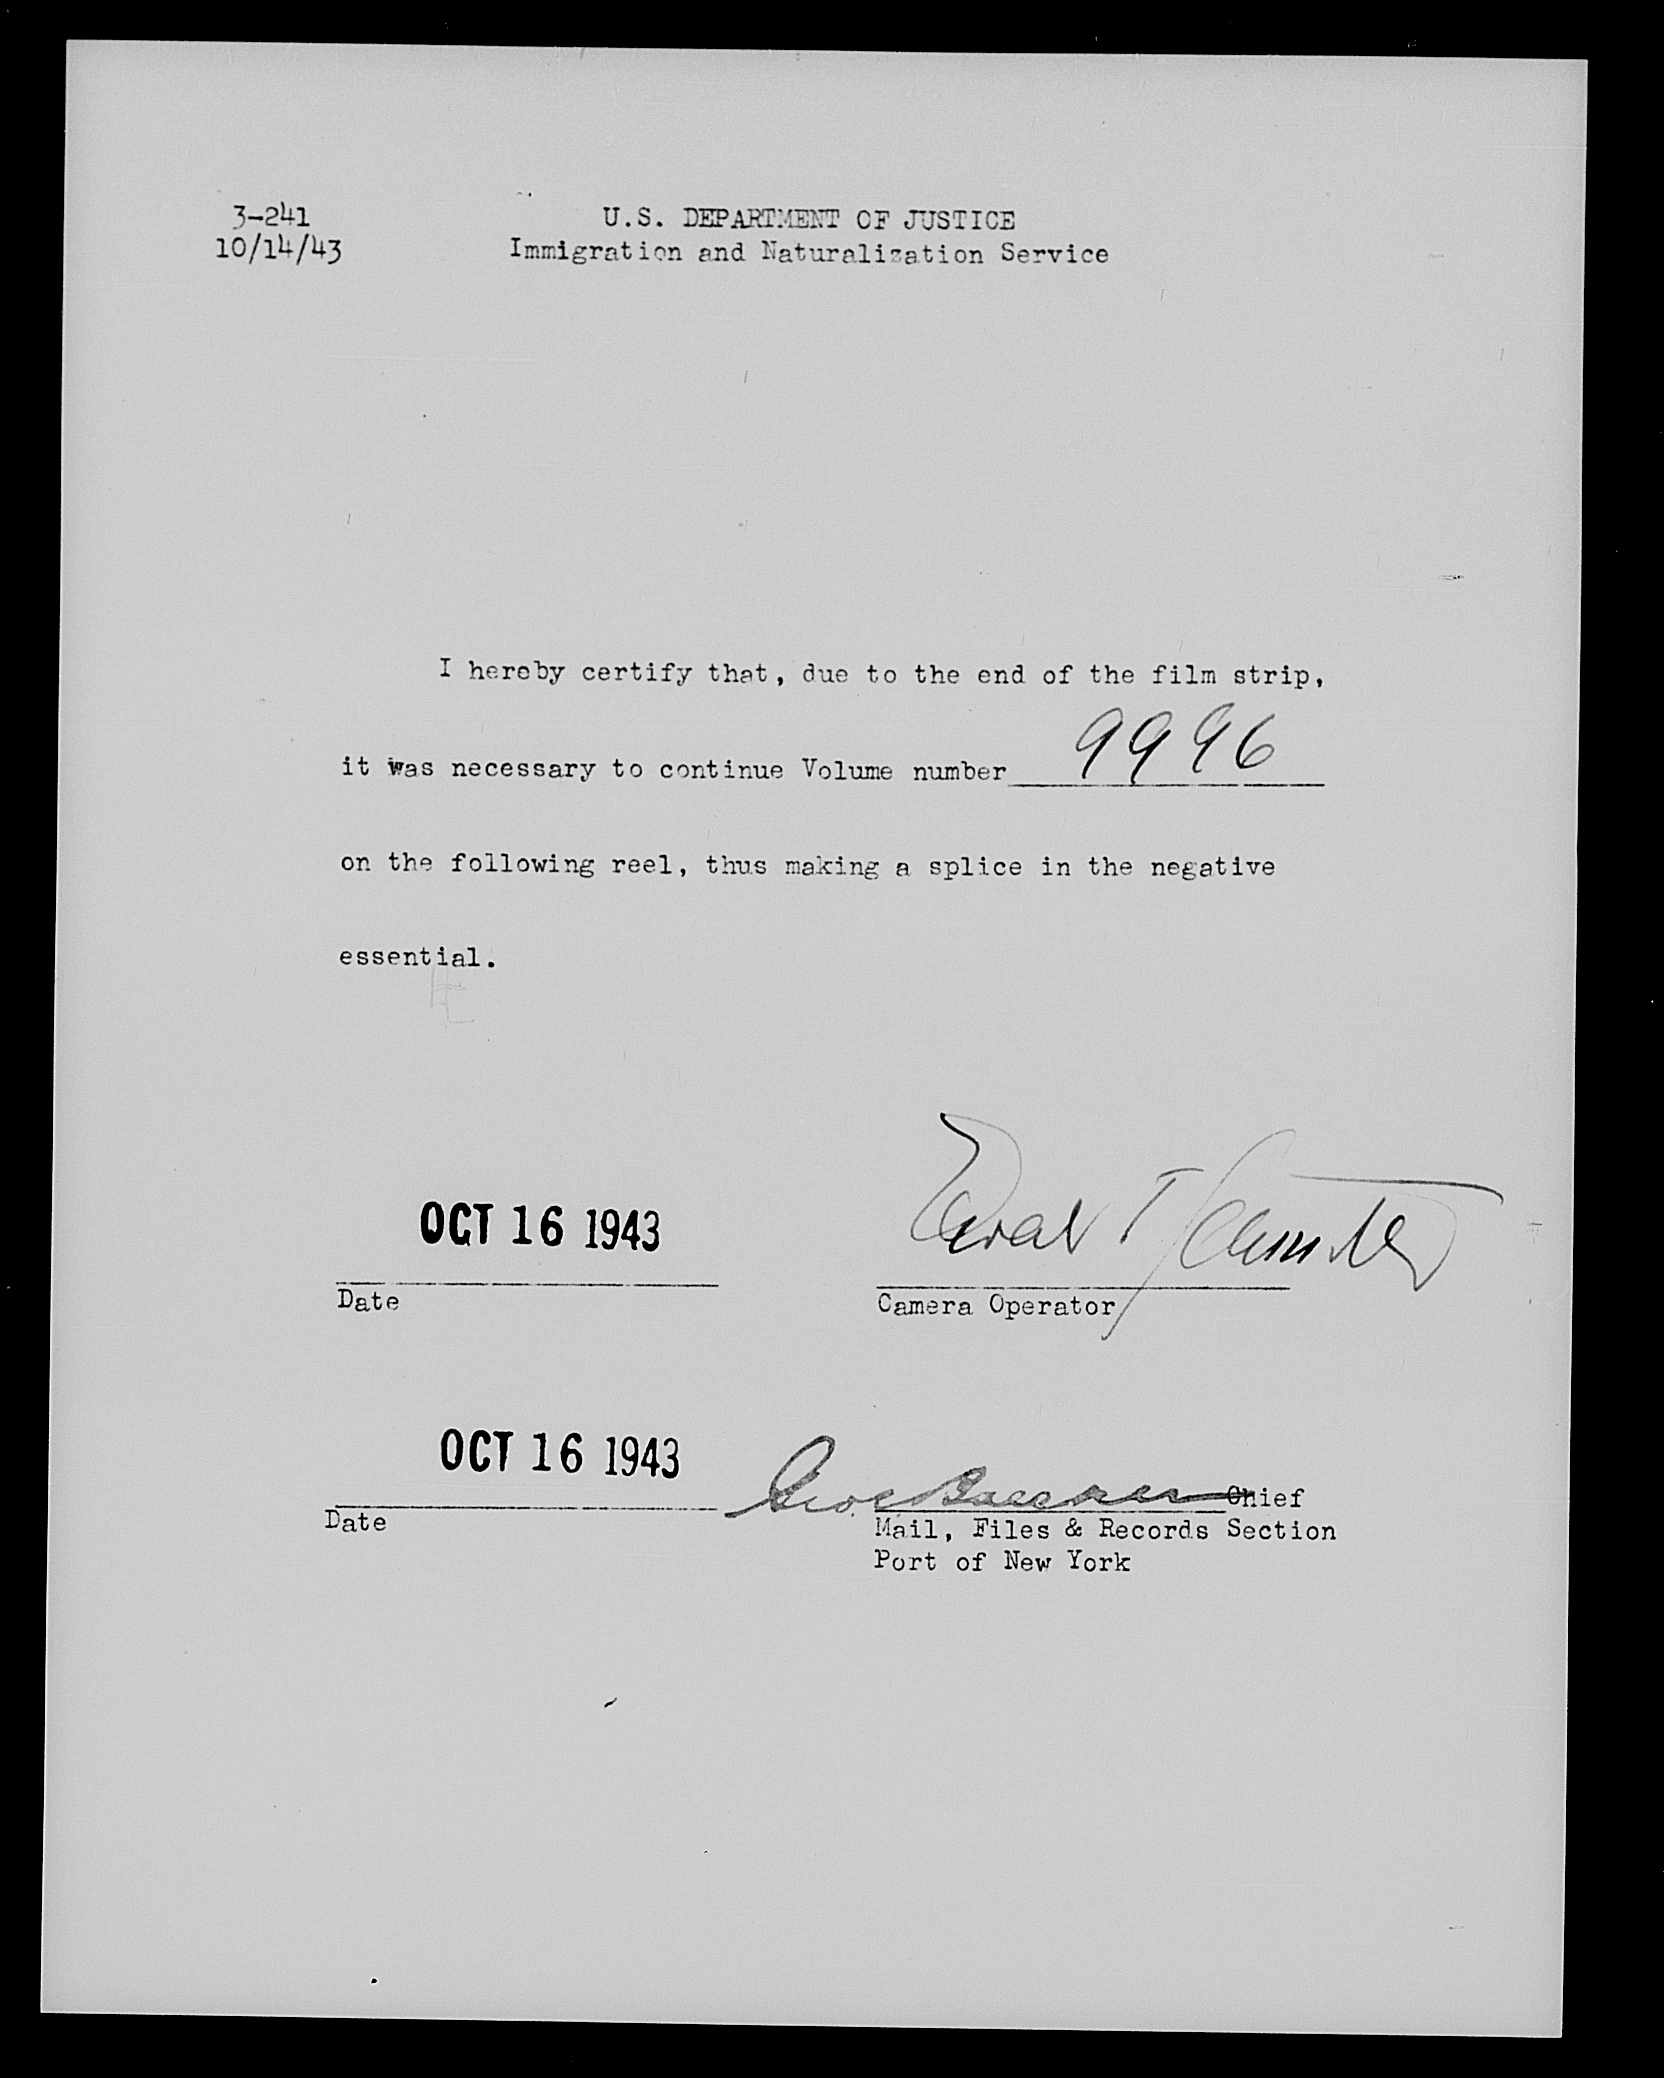 3-241
10/14/43
U.S. DEPARTMENT OF JUSTICE
Immigration and Naturalization Service
I hereby certify that, due to the end of the film strip,
it was necessary to continue Volume number 9996
on the following reel, thus making a splice in the negative
essential.
OCT 16 1943
Date
Camera Operator
OCT 16 1943
Date
Geo. Chief
Mail, Files & Records Section
Port of New York